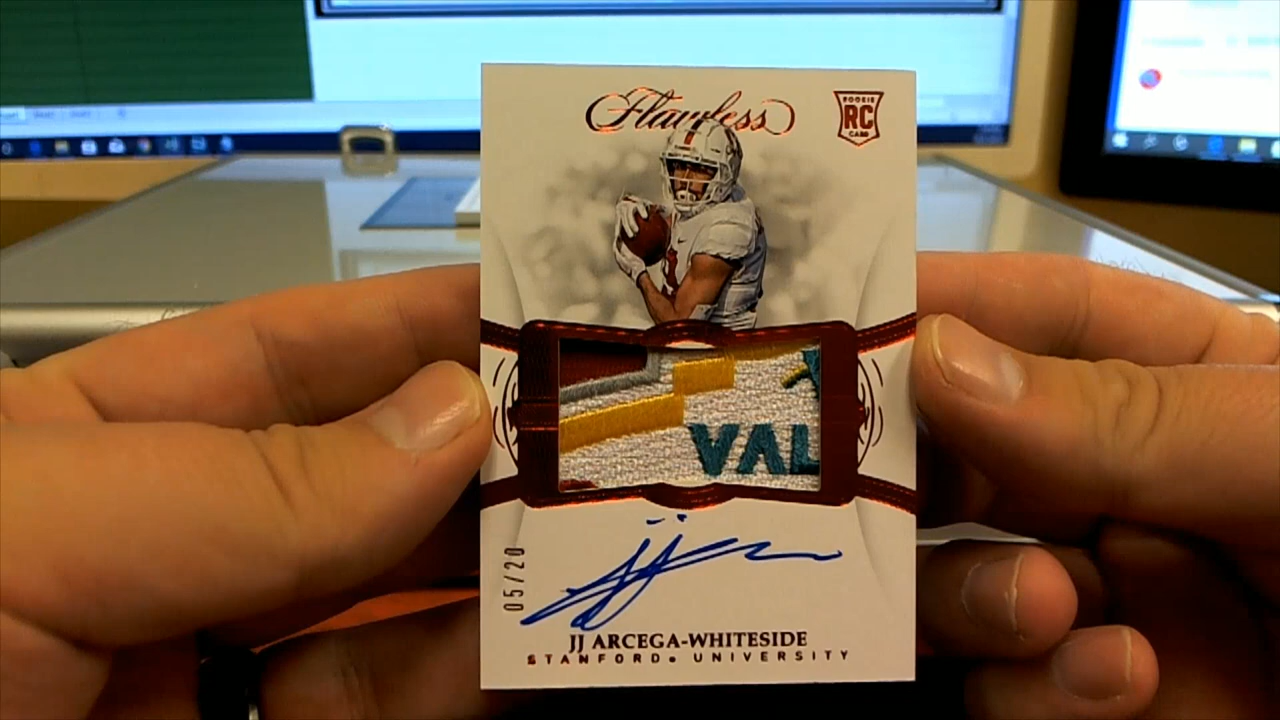 Flawless
ROOKIE
RC
CARD
VAL
05/20
JJ ARCEGA-WHITESIDE
STANFORD® UNIVERSITY